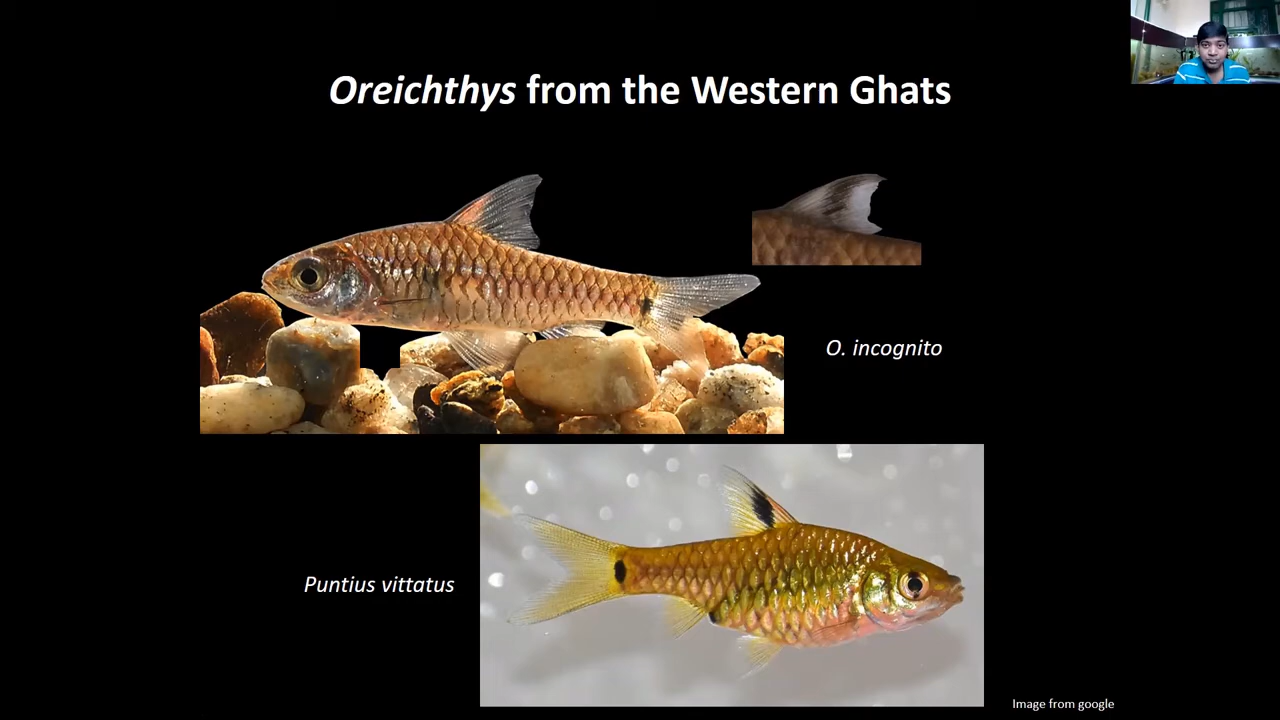 Oreichthys from the Western Ghats
O. incognito
Puntius vittatus
Image from google